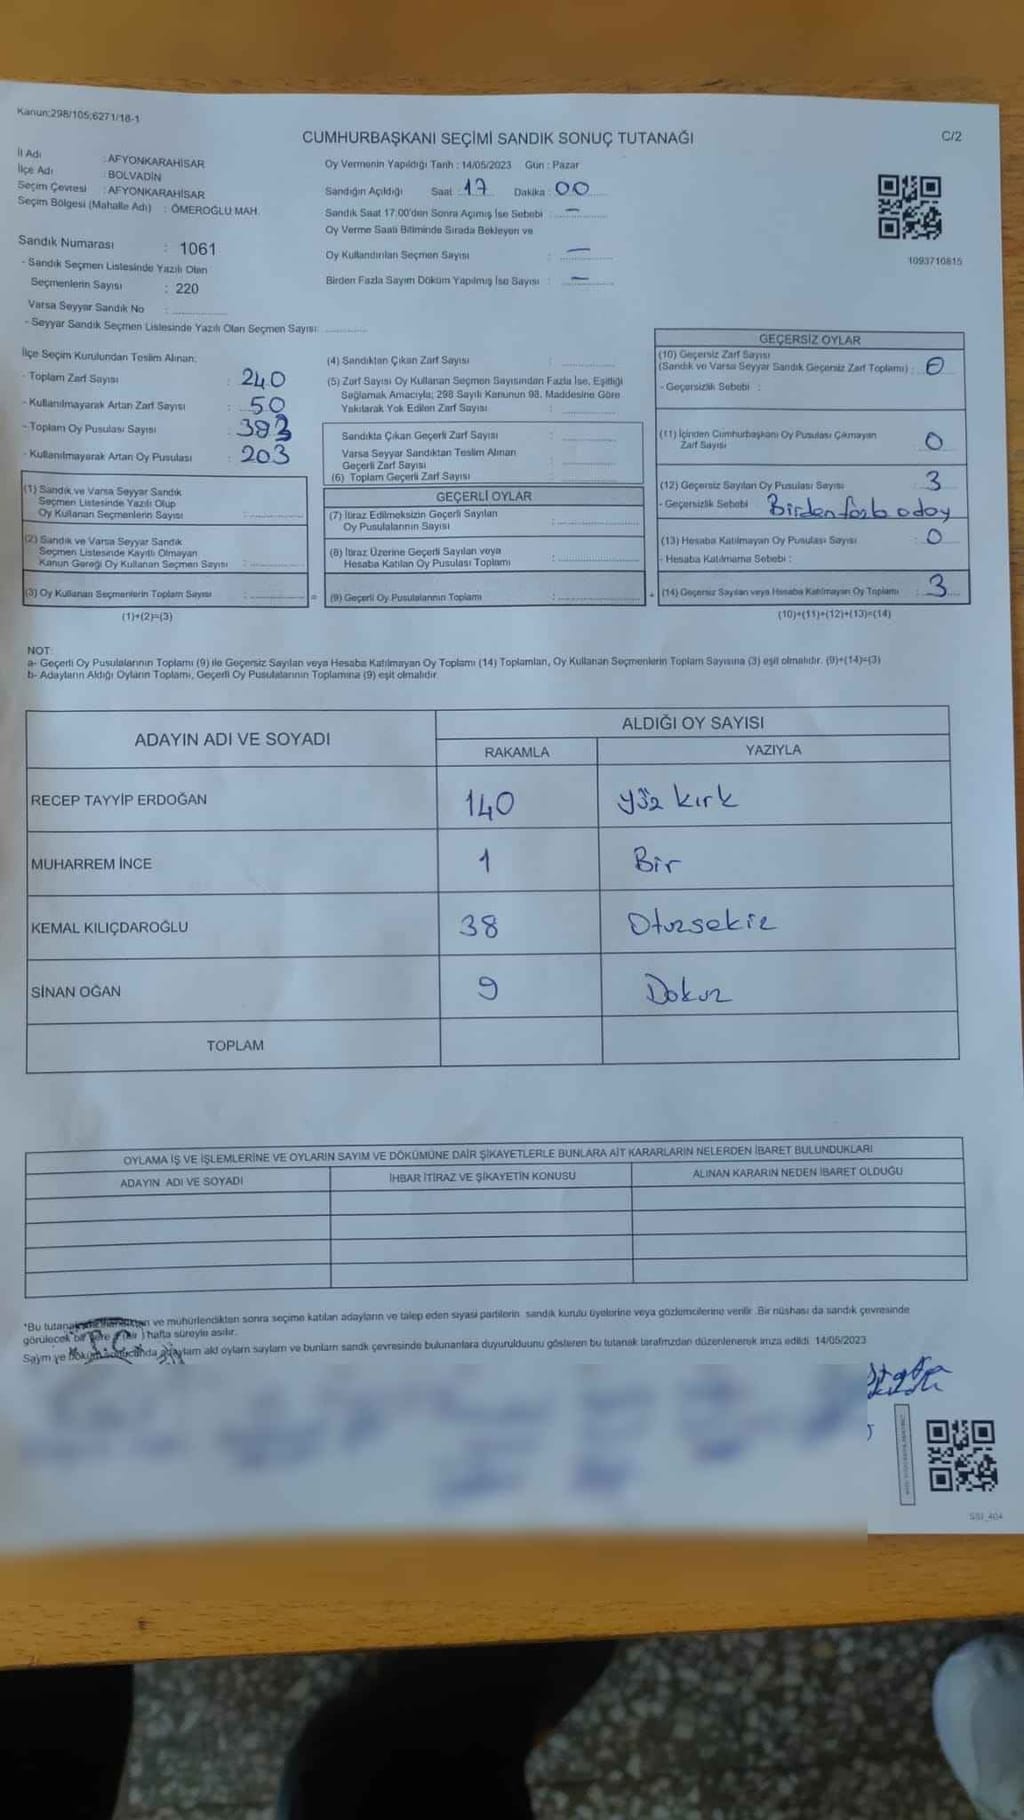 Kanun:298/105;6271/18-1
CUMHURBAŞKANI SEÇİMİ SANDIK SONUÇ TUTANAĞI
C/2
İl Adı : AFYONKARAHİSAR
İlçe Adı : BOLVADİN
Seçim Çevresi : AFYONKARAHİSAR
Seçim Bölgesi (Mahalle Adı) : ÖMEROĞLU MAH.
Sandık Numarası : 1061
- Sandık Seçmen Listesinde Yazılı Olan
Seçmenlerin Sayısı : 220
Varsa Seyyar Sandık No :
- Seyyar Sandık Seçmen Listesinde Yazılı Olan Seçmen Sayısı:
Oy Vermenin Yapıldığı Tarih : 14/05/2023 Gün : Pazar
Sandığın Açıldığı Saat : 17 Dakika : 00
Sandık Saat 17:00'den Sonra Açımış İse Sebebi : —
Oy Verme Saati Bitiminde Sırada Bekleyen ve
Oy Kullandırılan Seçmen Sayısı : —
Birden Fazla Sayım Döküm Yapılmış İse Sayısı : —
1093710815
İlçe Seçim Kurulundan Teslim Alınan:
- Toplam Zarf Sayısı : 240
- Kullanılmayarak Artan Zarf Sayısı : 50
- Toplam Oy Pusulası Sayısı : 393
- Kullanılmayarak Artan Oy Pusulası : 203
(1) Sandık ve Varsa Seyyar Sandık
Seçmen Listesinde Yazılı Olup
Oy Kullanan Seçmenlerin Sayısı :
(2) Sandık ve Varsa Seyyar Sandık
Seçmen Listesinde Kayıtlı Olmayan
Kanun Gereği Oy Kullanan Seçmen Sayısı :
(3) Oy Kullanan Seçmenlerin Toplam Sayısı :
(1)+(2)=(3)
(4) Sandıktan Çıkan Zarf Sayısı :
(5) Zarf Sayısı Oy Kullanan Seçmen Sayısından Fazla İse, Eşitliği
Sağlamak Amacıyla; 298 Sayılı Kanunun 98. Maddesine Göre
Yakılarak Yok Edilen Zarf Sayısı :
Sandıkta Çıkan Geçerli Zarf Sayısı :
Varsa Seyyar Sandıktan Teslim Alınan
Geçerli Zarf Sayısı :
(6) Toplam Geçerli Zarf Sayısı :
GEÇERLİ OYLAR
(7) İtiraz Edilmeksizin Geçerli Sayılan
Oy Pusulalarının Sayısı :
(8) İtiraz Üzerine Geçerli Sayılan veya
Hesaba Katılan Oy Pusulası Toplamı :
= (9) Geçerli Oy Pusulalarının Toplamı :
GEÇERSİZ OYLAR
(10) Geçersiz Zarf Sayısı
(Sandık ve Varsa Seyyar Sandık Geçersiz Zarf Toplamı) : 0
- Geçersizlik Sebebi :
(11) İçinden Cumhurbaşkanı Oy Pusulası Çıkmayan
Zarf Sayısı : 0
(12) Geçersiz Sayılan Oy Pusulası Sayısı : 3
- Geçersizlik Sebebi : Birden fazla aday
(13) Hesaba Katılmayan Oy Pusulası Sayısı : 0
- Hesaba Katılmama Sebebi :
+ (14) Geçersiz Sayılan veya Hesaba Katılmayan Oy Toplamı : 3
(10)+(11)+(12)+(13)=(14)
NOT:
a- Geçerli Oy Pusulalarının Toplamı (9) ile Geçersiz Sayılan veya Hesaba Katılmayan Oy Toplamı (14) Toplamları, Oy Kullanan Seçmenlerin Toplam Sayısına (3) eşit olmalıdır. (9)+(14)=(3)
b- Adayların Aldığı Oyların Toplamı, Geçerli Oy Pusulalarının Toplamına (9) eşit olmalıdır.
ADAYIN ADI VE SOYADI
ALDIĞI OY SAYISI
RAKAMLA YAZIYLA
RECEP TAYYİP ERDOĞAN 140 yüz kırk
MUHARREM İNCE 1 Bir
KEMAL KILIÇDAROĞLU 38 Otuzsekiz
SİNAN OĞAN 9 Dokuz
TOPLAM
OYLAMA İŞ VE İŞLEMLERİNE VE OYLARIN SAYIM VE DÖKÜMÜNE DAİR ŞİKAYETLERLE BUNLARA AİT KARARLARIN NELERDEN İBARET BULUNDUKLARI
ADAYIN ADI VE SOYADI İHBAR İTİRAZ VE ŞİKAYETİN KONUSU ALINAN KARARIN NEDEN İBARET OLDUĞU
*Bu ve mühürlendikten sonra seçime katılan adayların ve talep eden siyasi partilerin sandık kurulu üyelerine veya gözlemcilerine verilir. Bir nüshası da sandık çevresinde
görülecek bir hafta süreyle asılır.
Sayım ve aldı oyların sayları ve bunların sandk çevresinde bulunanlara duyurulduunu gösteren bu tutanak tarafmzdan düzenlenerek imza edildi. 14/05/2023
T.C.
SSI_404